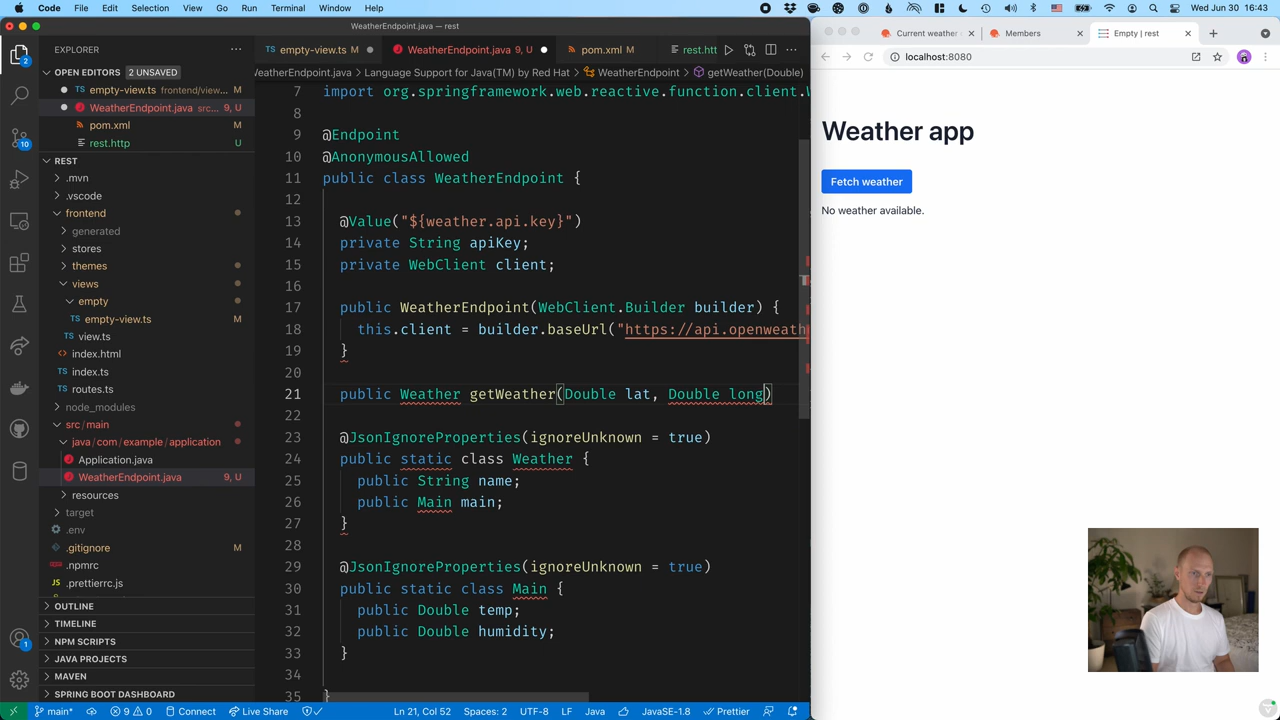 Code File Edit Selection View Go Run Terminal Window Help
Wed Jun 30 16:43
WeatherEndpoint.java — rest
EXPLORER
OPEN EDITORS 2 UNSAVED
empty-view.ts frontend/view... M
WeatherEndpoint.java src... 9, U
pom.xml M
rest.http U
REST
.mvn
.vscode
frontend
generated
stores
themes
views
empty
empty-view.ts M
view.ts
index.html
index.ts
routes.ts
node_modules
src/main
java/com/example/application
Application.java
WeatherEndpoint.java 9, U
resources
target
.env
.gitignore M
.npmrc
.prettierrc.js
OUTLINE
TIMELINE
NPM SCRIPTS
JAVA PROJECTS
MAVEN
SPRING BOOT DASHBOARD
2
10
1
empty-view.ts M
WeatherEndpoint.java 9, U
pom.xml M
rest.htt
WeatherEndpoint.java > Language Support for Java(TM) by Red Hat > WeatherEndpoint > getWeather(Double)
7 import org.springframework.web.reactive.function.client.W
8
9 @Endpoint
10 @AnonymousAllowed
11 public class WeatherEndpoint {
12
13 @Value("${weather.api.key}")
14 private String apiKey;
15 private WebClient client;
16
17 public WeatherEndpoint(WebClient.Builder builder) {
18 this.client = builder.baseUrl("https://api.openweath
19 }
20
21 public Weather getWeather(Double lat, Double long)
22
23 @JsonIgnoreProperties(ignoreUnknown = true)
24 public static class Weather {
25 public String name;
26 public Main main;
27 }
28
29 @JsonIgnoreProperties(ignoreUnknown = true)
30 public static class Main {
31 public Double temp;
32 public Double humidity;
33 }
34
35 }
main* 9 0 Connect Live Share Ln 21, Col 52 Spaces: 2 UTF-8 LF Java JavaSE-1.8 Prettier
Current weather
Members
Empty | rest
localhost:8080
Weather app
Fetch weather
No weather available.